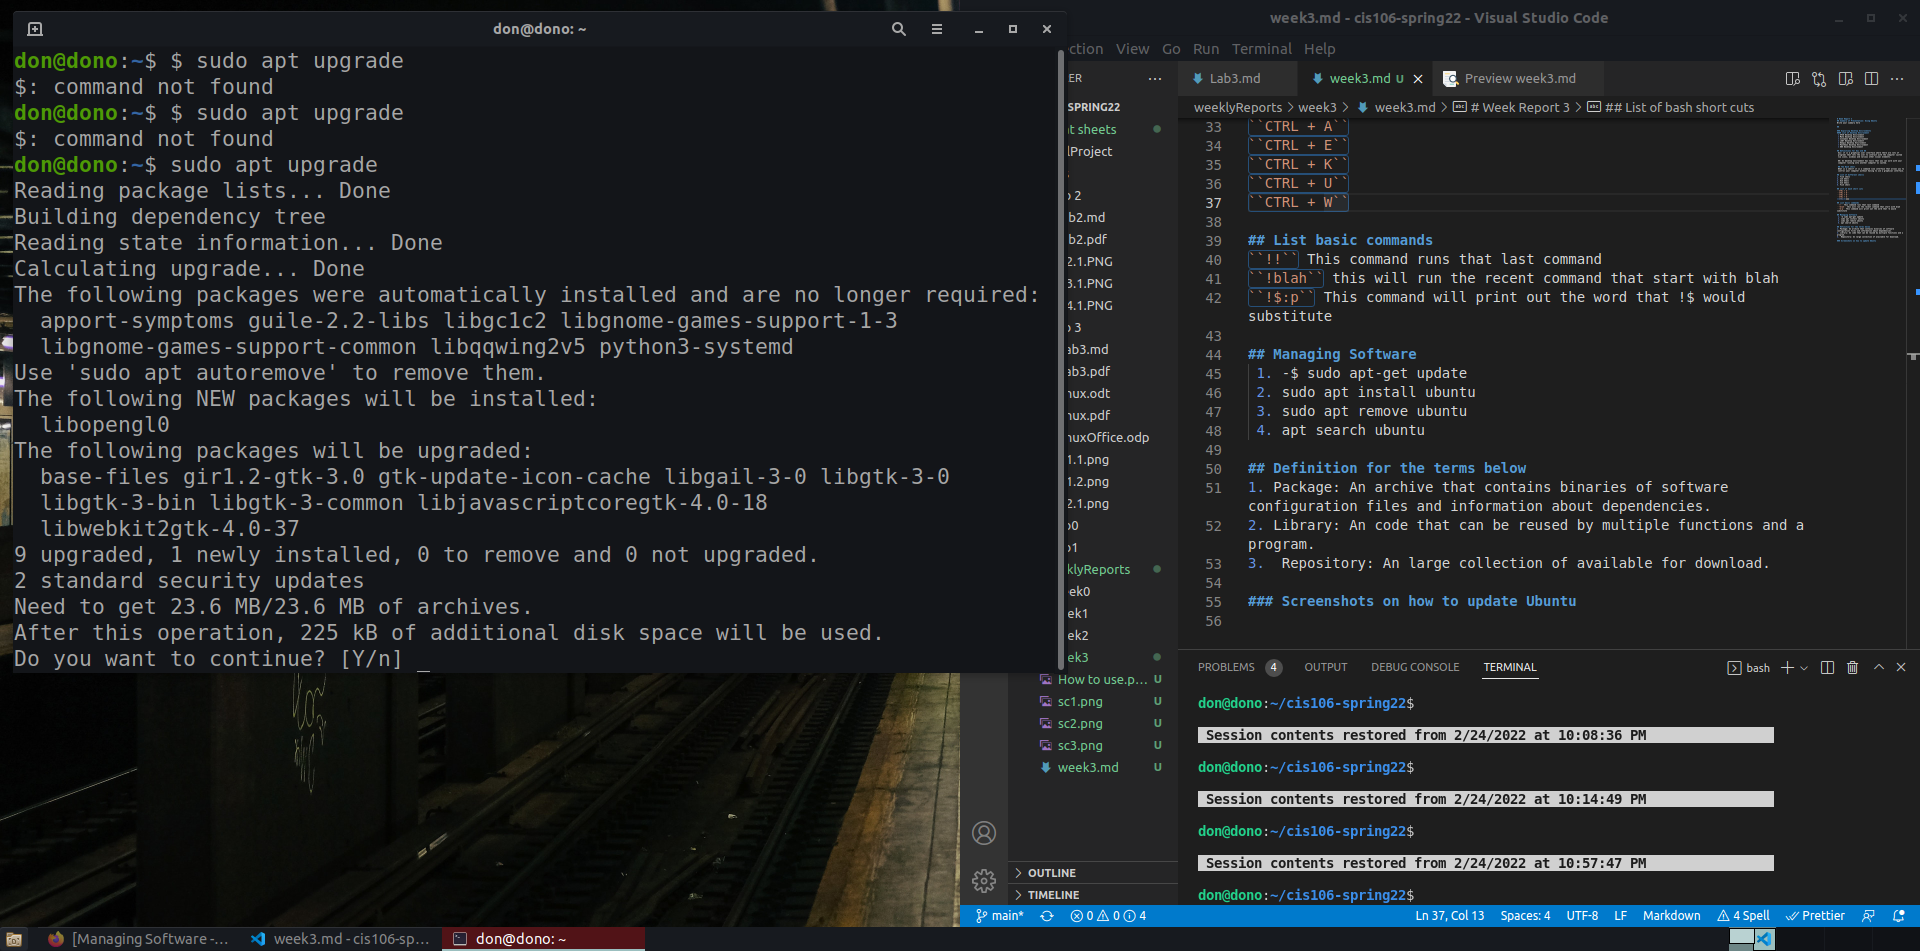 don@dono: ~
don@dono:~$ $ sudo apt upgrade
$: command not found
don@dono:~$ $ sudo apt upgrade
$: command not found
don@dono:~$ sudo apt upgrade
Reading package lists... Done
Building dependency tree
Reading state information... Done
Calculating upgrade... Done
The following packages were automatically installed and are no longer required:
apport-symptoms guile-2.2-libs libgc1c2 libgnome-games-support-1-3
libgnome-games-support-common libqqwing2v5 python3-systemd
Use 'sudo apt autoremove' to remove them.
The following NEW packages will be installed:
libopengl0
The following packages will be upgraded:
base-files gir1.2-gtk-3.0 gtk-update-icon-cache libgail-3-0 libgtk-3-0
libgtk-3-bin libgtk-3-common libjavascriptcoregtk-4.0-18
libwebkit2gtk-4.0-37
9 upgraded, 1 newly installed, 0 to remove and 0 not upgraded.
2 standard security updates
Need to get 23.6 MB/23.6 MB of archives.
After this operation, 225 kB of additional disk space will be used.
Do you want to continue? [Y/n] _
week3.md - cis106-spring22 - Visual Studio Code
ction View Go Run Terminal Help
ER ...
SPRING22
t sheets
lProject
2
b2.md
b2.pdf
2.1.PNG
3.1.PNG
4.1.PNG
3
ab3.md
ab3.pdf
nux.odt
nux.pdf
nuxOffice.odp
1.1.png
1.2.png
2.1.png
b0
b1
klyReports
eek0
ek1
ek2
ek3
How to use.p... U
sc1.png U
sc2.png U
sc3.png U
week3.md U
OUTLINE
TIMELINE
Lab3.md week3.md U Preview week3.md
weeklyReports > week3 > week3.md > # Week Report 3 > ## List of bash short cuts
33 ``CTRL + A``
34 ``CTRL + E``
35 ``CTRL + K``
36 ``CTRL + U``
37 ``CTRL + W``
38
39 ## List basic commands
40 ``!!`` This command runs that last command
41 ``!blah`` this will run the recent command that start with blah
42 ``!$:p`` This command will print out the word that !$ would
substitute
43
44 ## Managing Software
45 1. -$ sudo apt-get update
46 2. sudo apt install ubuntu
47 3. sudo apt remove ubuntu
48 4. apt search ubuntu
49
50 ## Definition for the terms below
51 1. Package: An archive that contains binaries of software
configuration files and information about dependencies.
52 2. Library: An code that can be reused by multiple functions and a
program.
53 3. Repository: An large collection of available for download.
54
55 ### Screenshots on how to update Ubuntu
56
PROBLEMS 4 OUTPUT DEBUG CONSOLE TERMINAL bash
don@dono:~/cis106-spring22$
Session contents restored from 2/24/2022 at 10:08:36 PM
don@dono:~/cis106-spring22$
Session contents restored from 2/24/2022 at 10:14:49 PM
don@dono:~/cis106-spring22$
Session contents restored from 2/24/2022 at 10:57:47 PM
don@dono:~/cis106-spring22$
main* 0 0 4 Ln 37, Col 13 Spaces: 4 UTF-8 LF Markdown 4 Spell Prettier
[Managing Software -... week3.md - cis106-sp... don@dono: ~